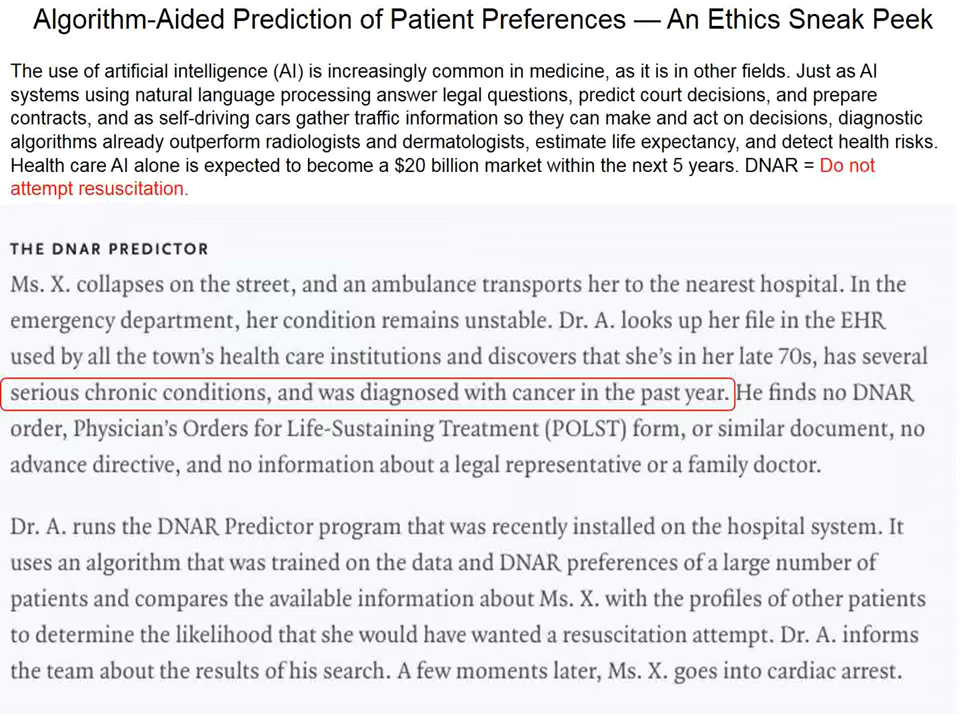 Algorithm-Aided Prediction of Patient Preferences — An Ethics Sneak Peek
The use of artificial intelligence (AI) is increasingly common in medicine, as it is in other fields. Just as AI
systems using natural language processing answer legal questions, predict court decisions, and prepare
contracts, and as self-driving cars gather traffic information so they can make and act on decisions, diagnostic
algorithms already outperform radiologists and dermatologists, estimate life expectancy, and detect health risks.
Health care AI alone is expected to become a $20 billion market within the next 5 years. DNAR = Do not
attempt resuscitation.
THE DNAR PREDICTOR
Ms. X. collapses on the street, and an ambulance transports her to the nearest hospital. In the
emergency department, her condition remains unstable. Dr. A. looks up her file in the EHR
used by all the town’s health care institutions and discovers that she’s in her late 70s, has several
serious chronic conditions, and was diagnosed with cancer in the past year. He finds no DNAR
order, Physician’s Orders for Life-Sustaining Treatment (POLST) form, or similar document, no
advance directive, and no information about a legal representative or a family doctor.
Dr. A. runs the DNAR Predictor program that was recently installed on the hospital system. It
uses an algorithm that was trained on the data and DNAR preferences of a large number of
patients and compares the available information about Ms. X. with the profiles of other patients
to determine the likelihood that she would have wanted a resuscitation attempt. Dr. A. informs
the team about the results of his search. A few moments later, Ms. X. goes into cardiac arrest.